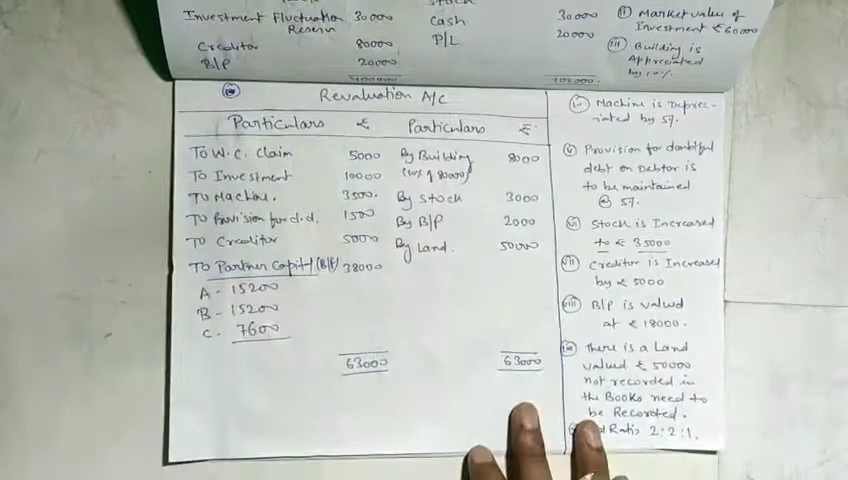 Investment Fluctuation 30000
Reserve
Creditor 80000
B/P 20000
400000
Cash 30000
P/L 20000
400000
ii) Market value of
Investment ₹ 60000
iii) Building is
Appreciated
by 10%.
Revaluation A/C
Particulars ₹ Particulars ₹
To W.C. Claim 5000 By Building 8000
To Investment 10000 (10% of 80000)
To Machine. 3500. By Stock 3000
To Provision for d.d. 1500 By B/P 2000
To Creditor 5000 By Land. 50000
To Partner Capital (B/F) 38000
A - 15200
B - 15200
C - 7600
63000 63000
iv) Machine is Deprec-
iated by 5%.
v) Provision for doubtful
debt on Debtor is
to be maintained
@ 5%.
vi) Stock is Increased
to ₹ 35000
vii) Creditor is Increased
by ₹ 5000
viii) B/P is valued
at ₹ 18000.
There is a Land
valued ₹ 50000
not recorded in
the Books need to
be Recorded.
Ratio 2:2:1.